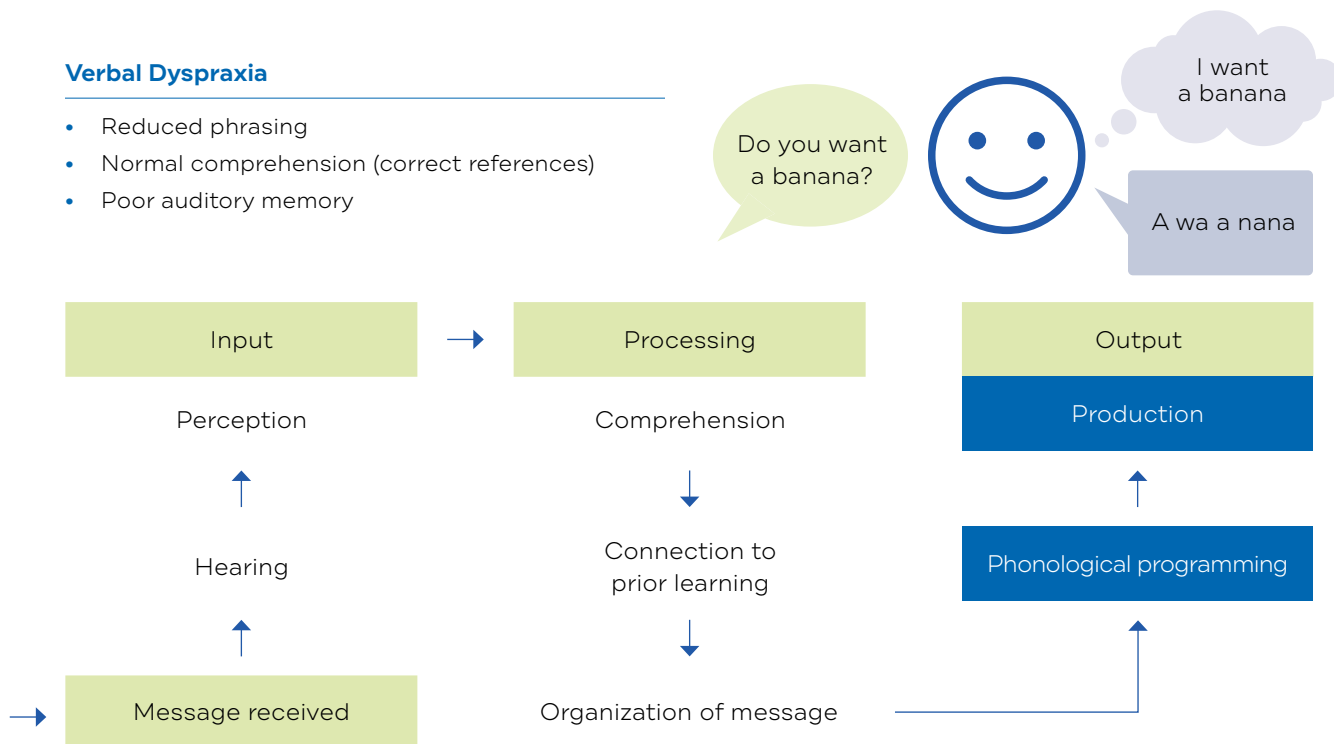 Verbal Dyspraxia
• Reduced phrasing
• Normal comprehension (correct references)
• Poor auditory memory
Do you want
a banana?
I want
a banana
A wa a nana
Input
Processing
Output
Perception
Comprehension
Production
Hearing
Connection to
prior learning
Phonological programming
Message received
Organization of message